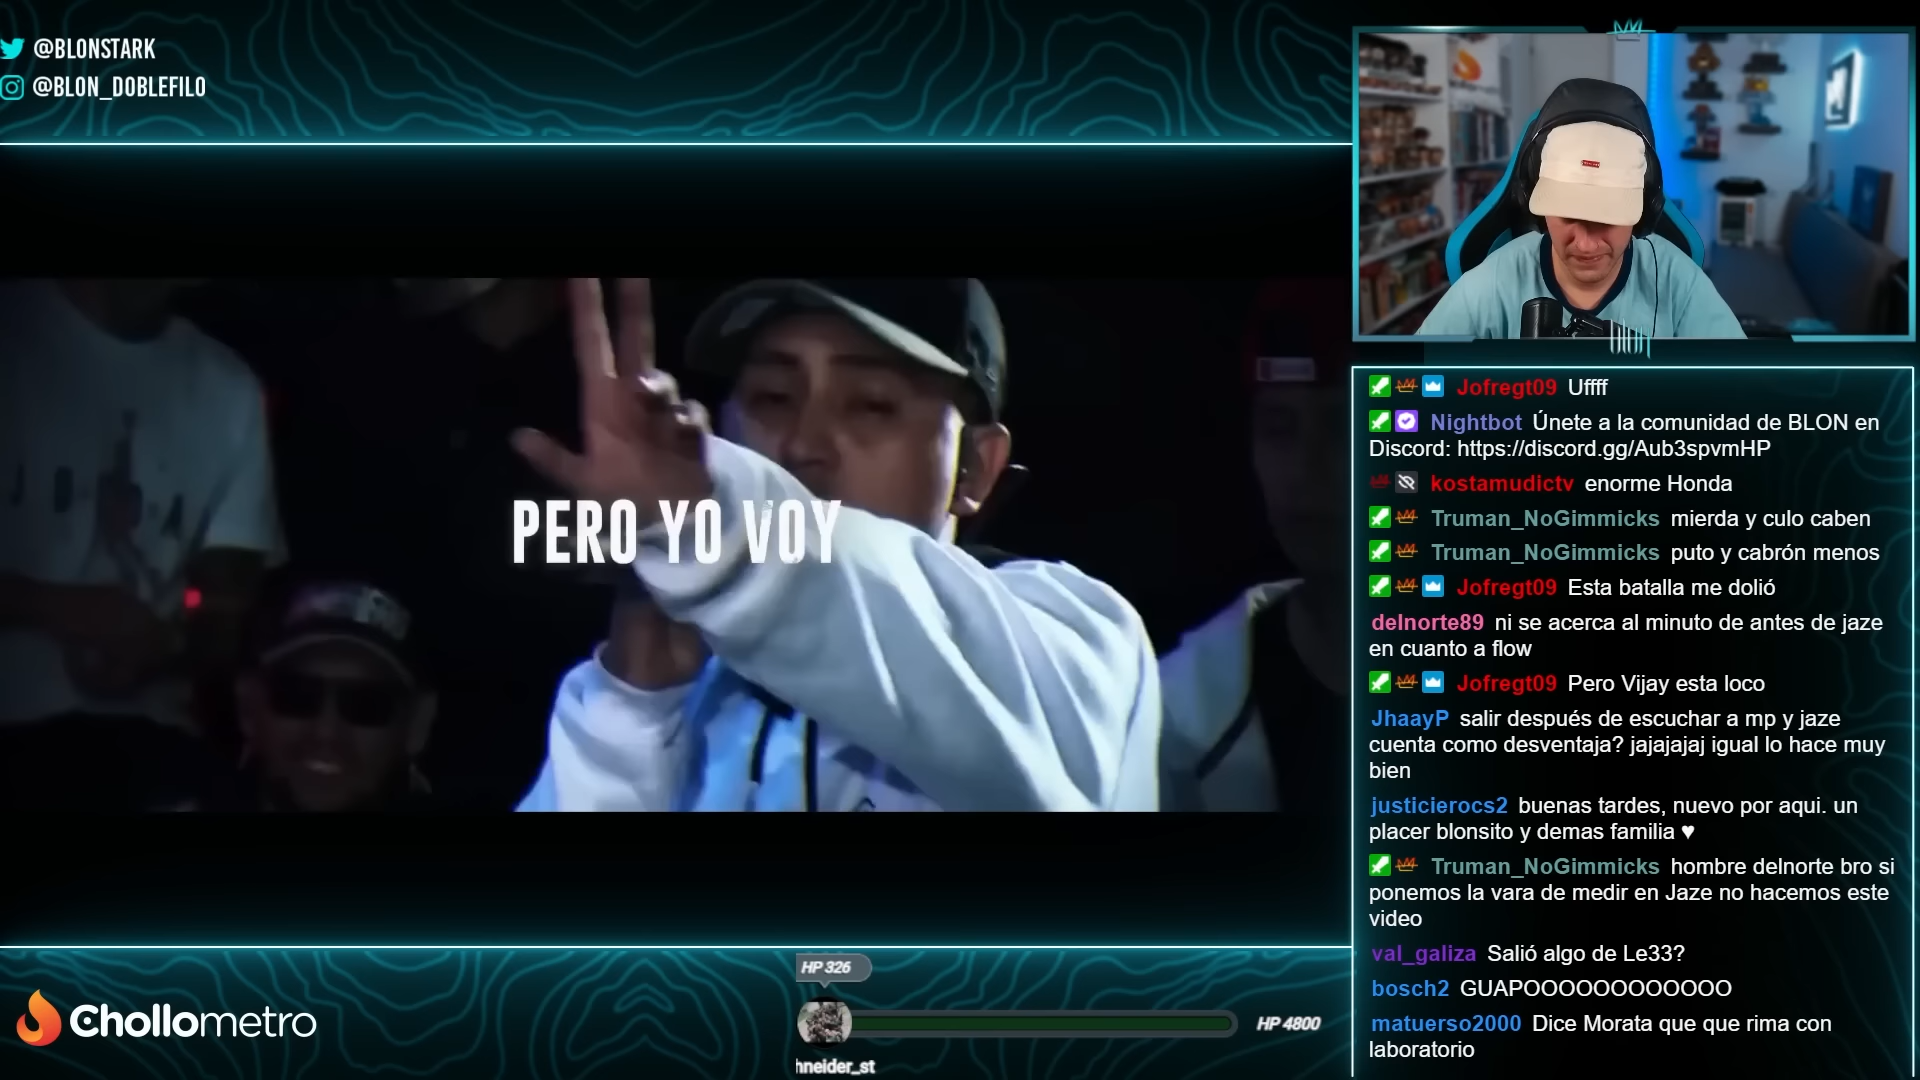 @BLONSTARK
@BLON_DOBLEFILO
PERO YO VOY
Jofregt09 Uffff
Nightbot Únete a la comunidad de BLON en
Discord: https://discord.gg/Aub3spvmHP
kostamudictv enorme Honda
Truman_NoGimmicks mierda y culo caben
Truman_NoGimmicks puto y cabrón menos
Jofregt09 Esta batalla me dolió
delnorte89 ni se acerca al minuto de antes de jaze
en cuanto a flow
Jofregt09 Pero Vijay esta loco
JhaayP salir después de escuchar a mp y jaze
cuenta como desventaja? jajajajaj igual lo hace muy
bien
justicierocs2 buenas tardes, nuevo por aqui. un
placer blonsito y demas familia ♥
Truman_NoGimmicks hombre delnorte bro si
ponemos la vara de medir en Jaze no hacemos este
video
val_galiza Salió algo de Le33?
bosch2 GUAPOOOOOOOOOOOO
matuerso2000 Dice Morata que que rima con
laboratorio
HP 326
HP 4800
hneider_st
Chollometro